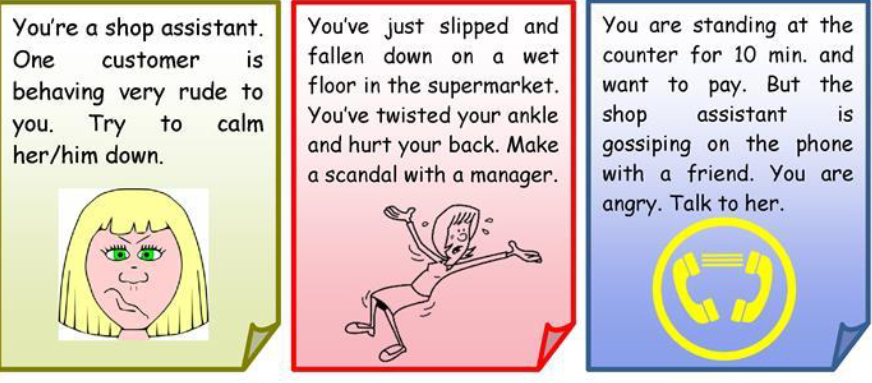 You're a shop assistant.
One customer is
behaving very rude to
you. Try to calm
her/him down.
You've just slipped and
fallen down on a wet
floor in the supermarket.
You've twisted your ankle
and hurt your back. Make
a scandal with a manager.
You are standing at the
counter for 10 min. and
want to pay. But the
shop assistant is
gossiping on the phone
with a friend. You are
angry. Talk to her.